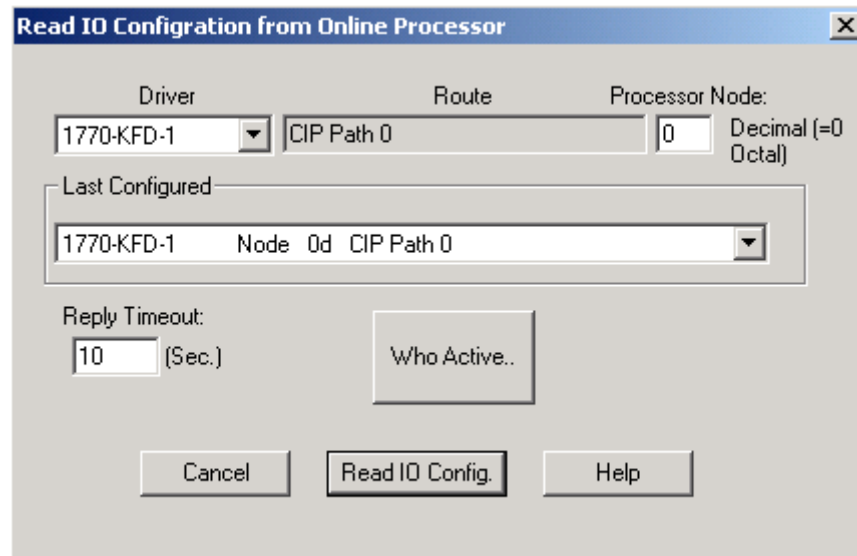 Read IO Configration from Online Processor
Driver Route Processor Node:
1770-KFD-1 CIP Path 0 0 Decimal (=0
Octal)
Last Configured
1770-KFD-1 Node 0d CIP Path 0
Reply Timeout:
10 (Sec.) Who Active..
Cancel Read IO Config. Help